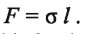 F = σ l .